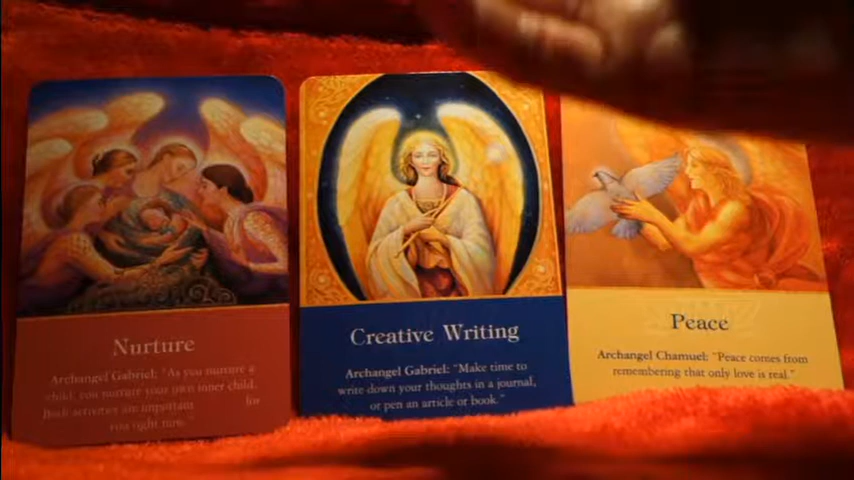 Nurture
Archangel Gabriel: "As you nurture a
child, you nurture your own inner child.
Both activities are important for
you right now."
Creative Writing
Archangel Gabriel: "Make time to
write down your thoughts in a journal,
or pen an article or book."
Peace
Archangel Chamuel: "Peace comes from
remembering that only love is real."